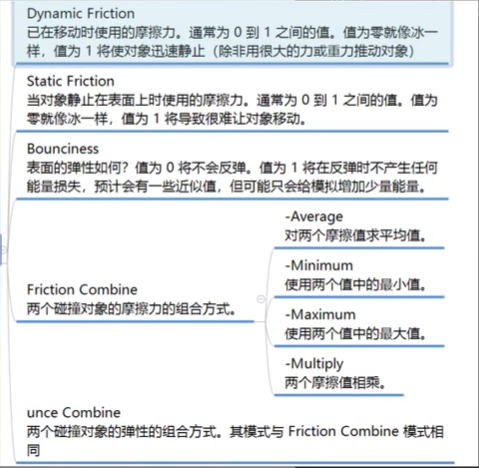 Dynamic Friction
已在移动时使用的摩擦力。通常为 0 到 1 之间的值。值为零就像冰一
样，值为 1 将使对象迅速静止（除非用很大的力或重力推动对象）
Static Friction
当对象静止在表面上时使用的摩擦力。通常为 0 到 1 之间的值。值为
零就像冰一样，值为 1 将导致很难让对象移动。
Bounciness
表面的弹性如何？值为 0 将不会反弹。值为 1 将在反弹时不产生任何
能量损失，预计会有一些近似值，但可能只会给模拟增加少量能量。
Friction Combine
两个碰撞对象的摩擦力的组合方式。
-Average
对两个摩擦值求平均值。
-Minimum
使用两个值中的最小值。
-Maximum
使用两个值中的最大值。
-Multiply
两个摩擦值相乘。
unce Combine
两个碰撞对象的弹性的组合方式。其模式与 Friction Combine 模式相
同